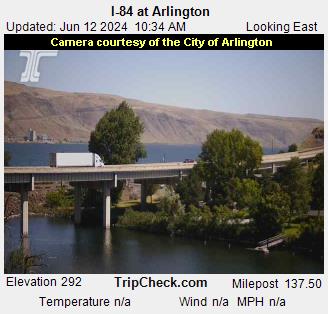 I-84 at Arlington
Updated: Jun 12 2024 10:34 AM Looking East
Camera courtesy of the City of Arlington
Elevation 292 TripCheck.com Milepost 137.50
Temperature n/a Wind n/a MPH n/a